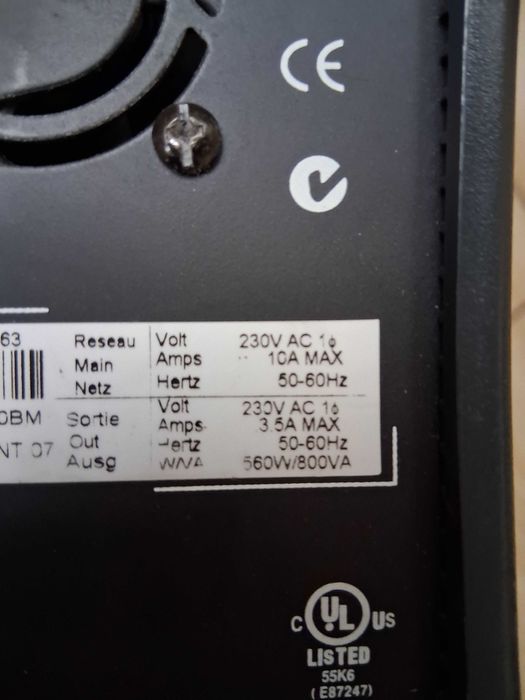 CE
63 Reseau Volt 230V AC 1ϕ
Main Amps 10A MAX
Netz Hertz 50-60Hz
0BM Sortie Volt 230V AC 1ϕ
Amps 3.5A MAX
NT 07 Out Hertz 50-60Hz
Ausg W/VA 560W/800VA
C UL US
LISTED
55K6
(E87247)